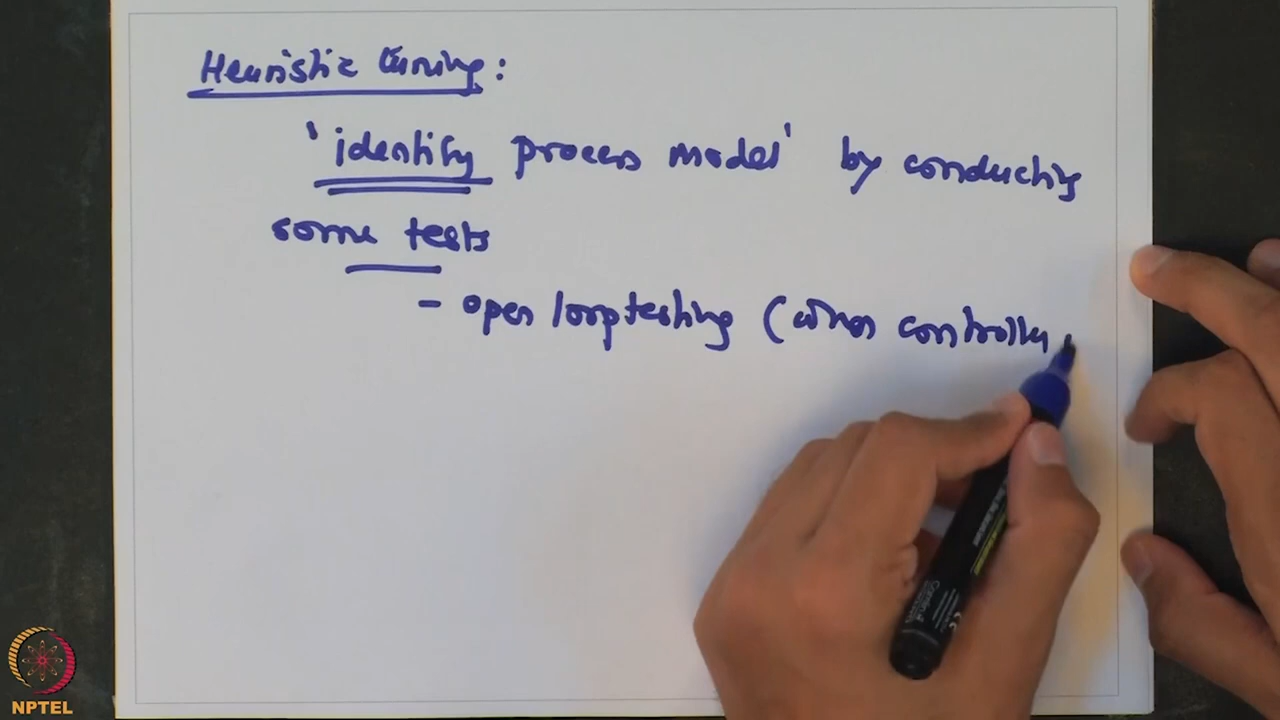 Heuristic tuning:
'identify process model' by conducting
some tests
- open loop testing (when controller
NPTEL